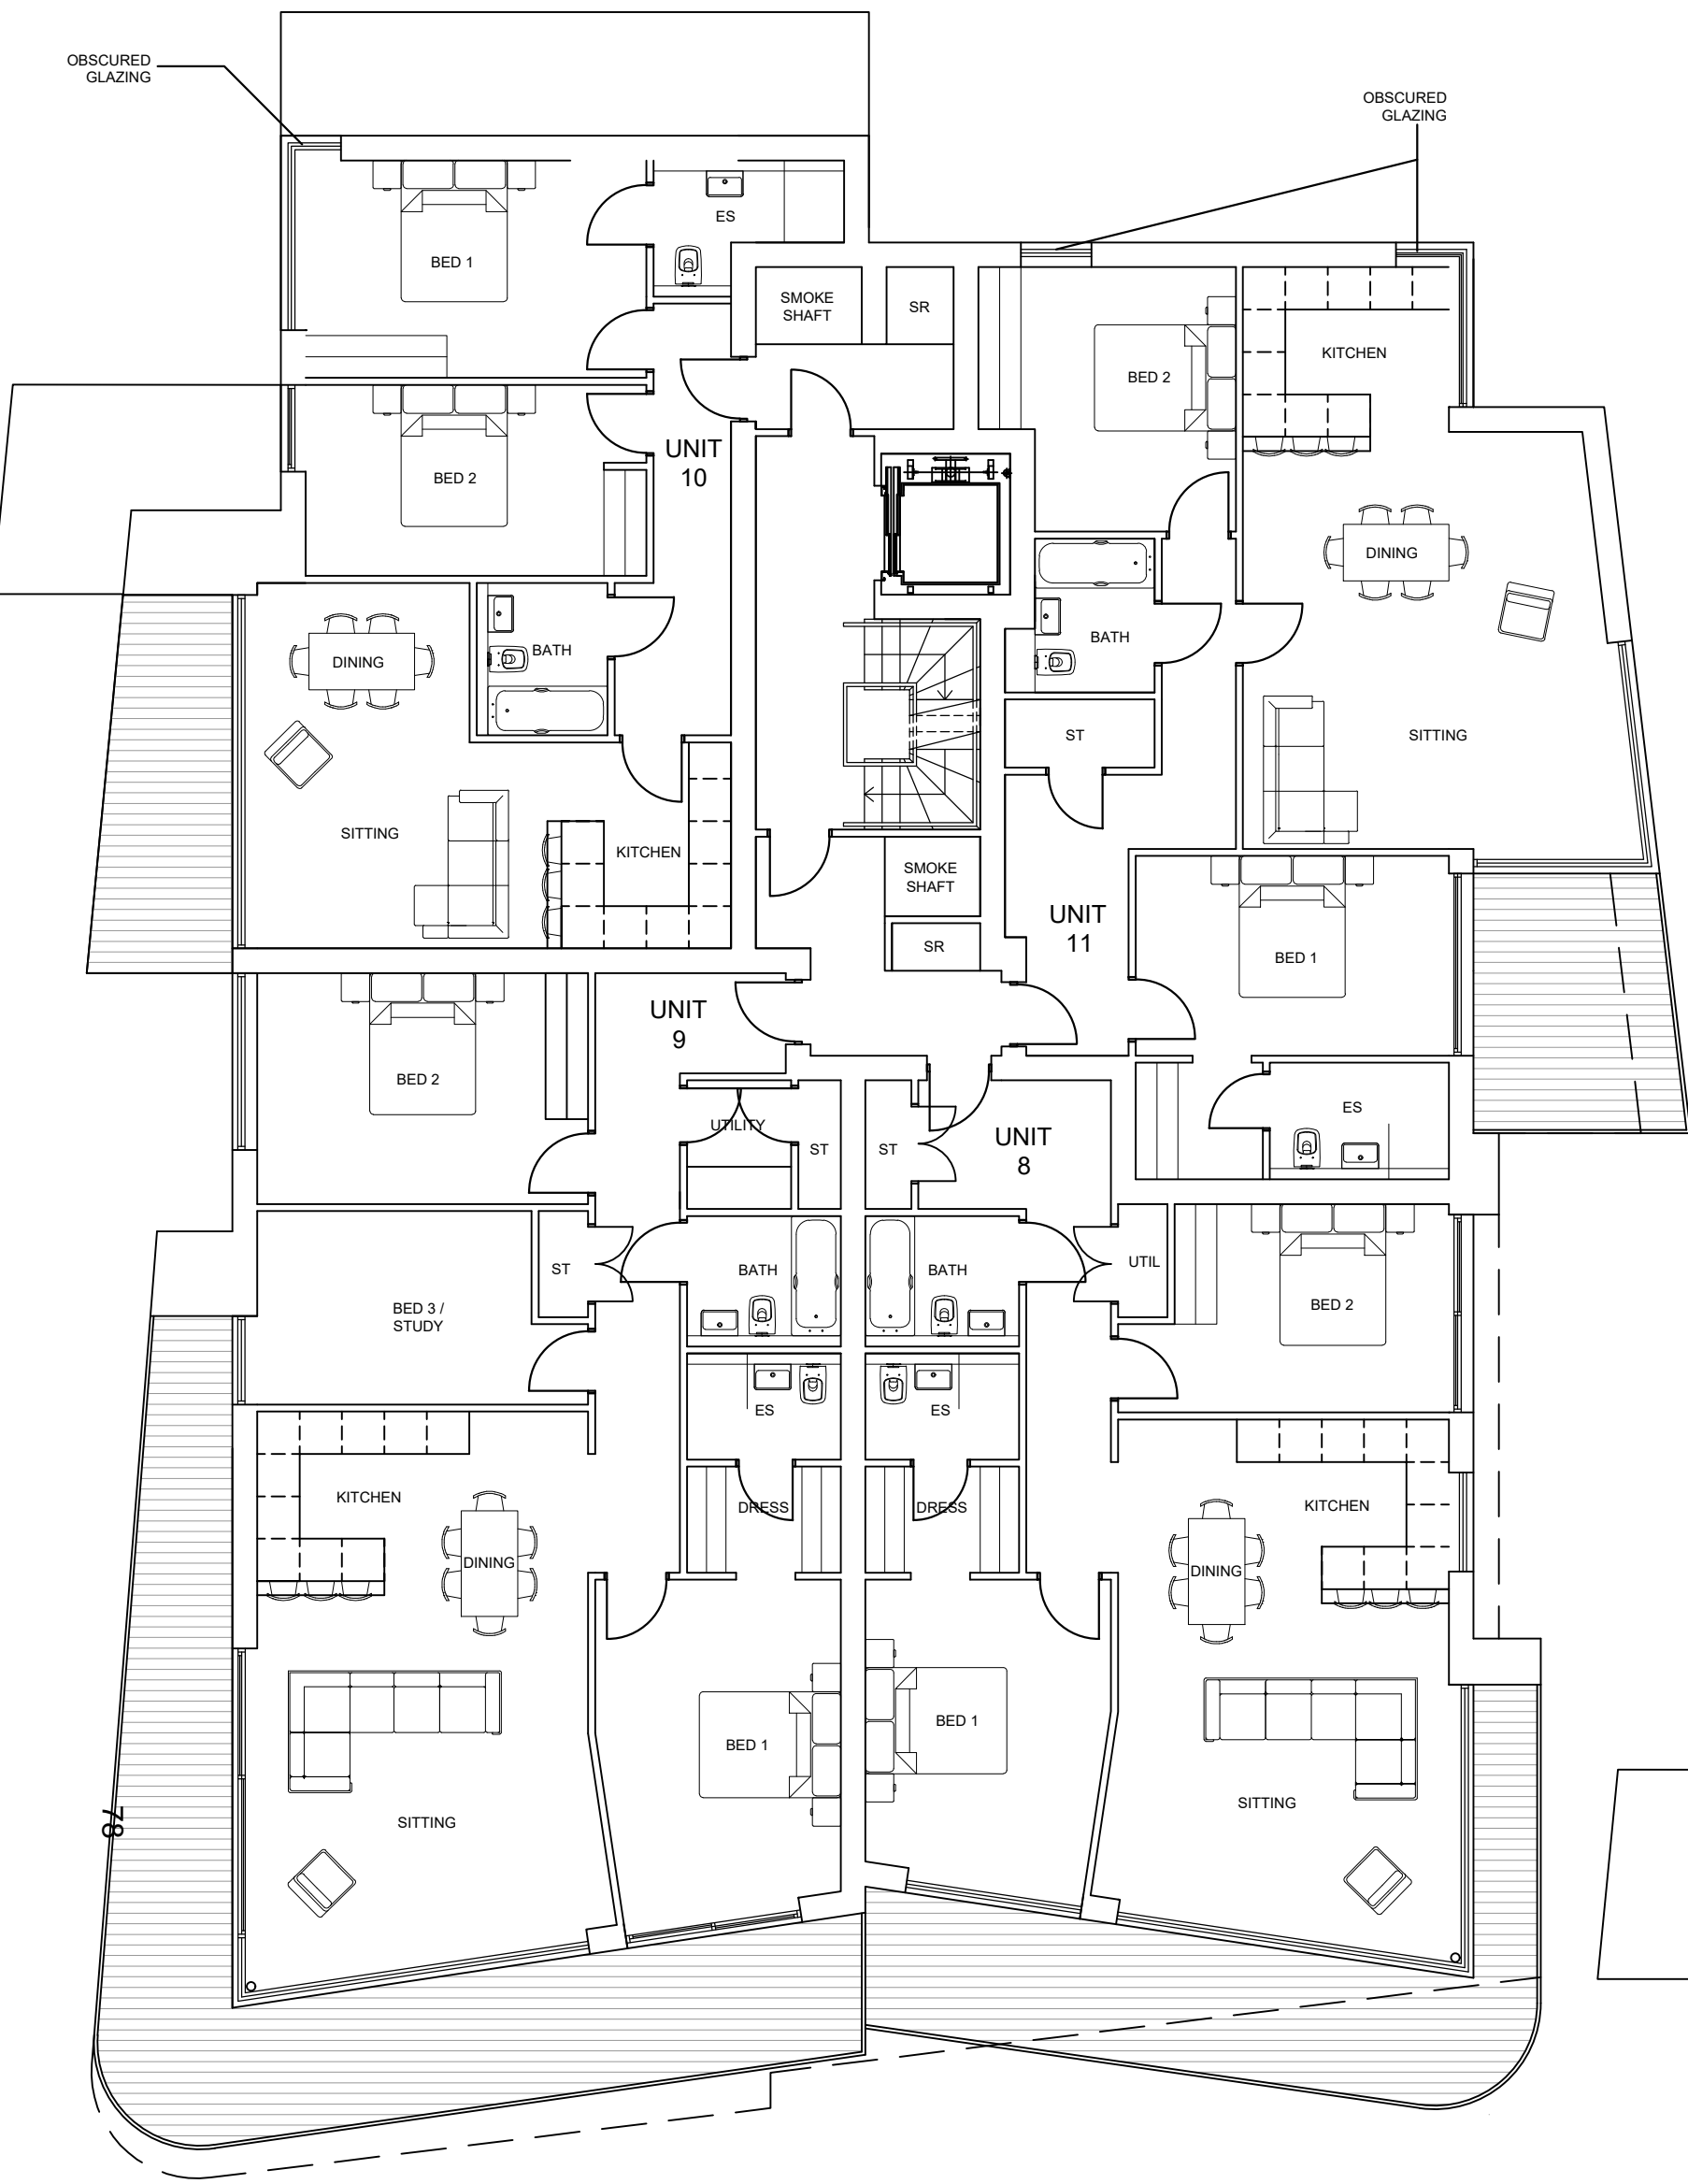 OBSCURED
GLAZING
OBSCURED
GLAZING
ES
BED 1
SMOKE
SHAFT
SR
KITCHEN
BED 2
UNIT
10
BED 2
DINING
BATH
BATH
DINING
ST
SITTING
SITTING
KITCHEN
SMOKE
SHAFT
UNIT
11
SR
BED 1
UNIT
9
BED 2
ES
UTILITY
ST
ST
UNIT
8
ST
BATH
BATH
UTIL
BED 2
BED 3 /
STUDY
ES
ES
KITCHEN
DRESS
DRESS
KITCHEN
DINING
DINING
BED 1
BED 1
SITTING
SITTING
78